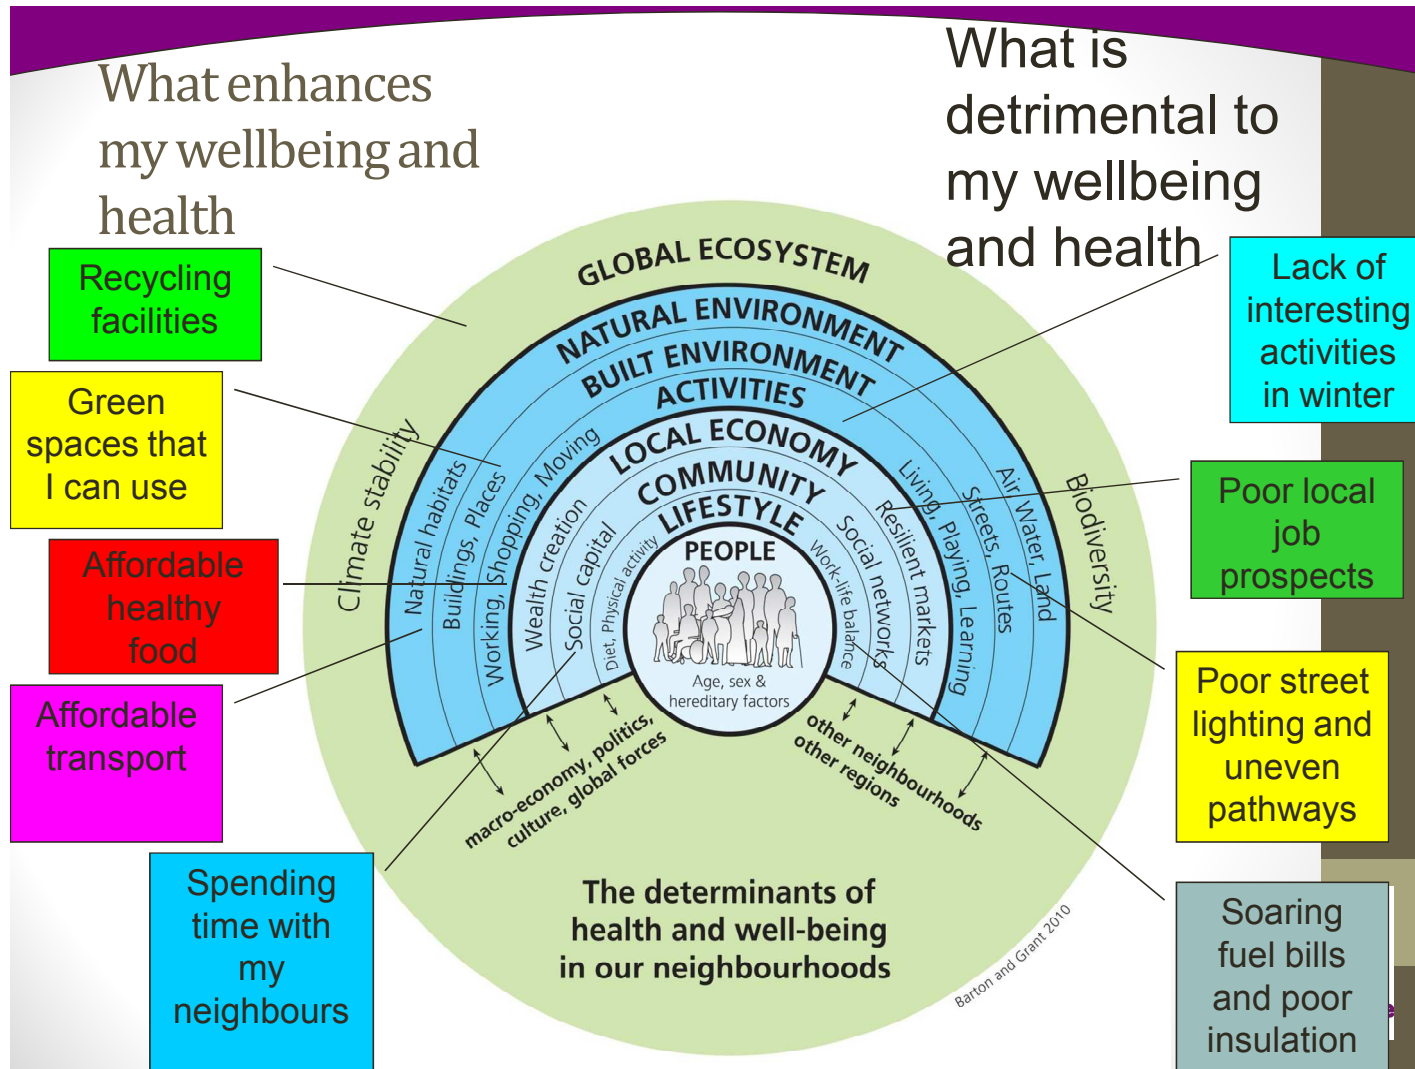 What enhances
my wellbeing and
health
What is
detrimental to
my wellbeing
and health
Recycling
facilities
Green
spaces that
I can use
Affordable
healthy
food
Affordable
transport
Spending
time with
my
neighbours
GLOBAL ECOSYSTEM
NATURAL ENVIRONMENT
BUILT ENVIRONMENT
ACTIVITIES
LOCAL ECONOMY
COMMUNITY
LIFESTYLE
PEOPLE
Age, sex &
hereditary factors
Climate stability
Natural habitats
Buildings, Places
Working, Shopping, Moving
Wealth creation
Social capital
Diet, Physical activity
Work-life balance
Social networks
Resilient markets
Living, Playing, Learning
Streets, Routes
Air, Water, Land
Biodiversity
macro-economy, politics,
culture, global forces
other neighbourhoods
other regions
The determinants of
health and well-being
in our neighbourhoods
Barton and Grant 2010
Lack of
interesting
activities
in winter
Poor local
job
prospects
Poor street
lighting and
uneven
pathways
Soaring
fuel bills
and poor
insulation